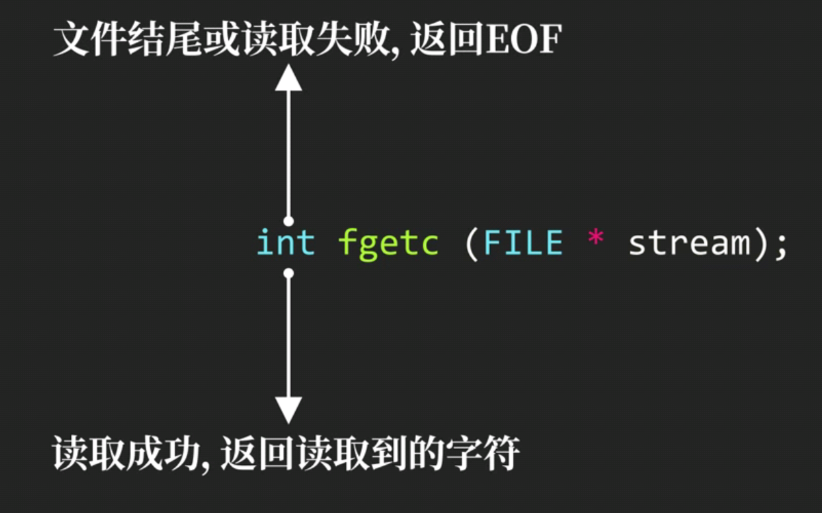 文件结尾或读取失败, 返回EOF
int fgetc (FILE * stream);
读取成功, 返回读取到的字符